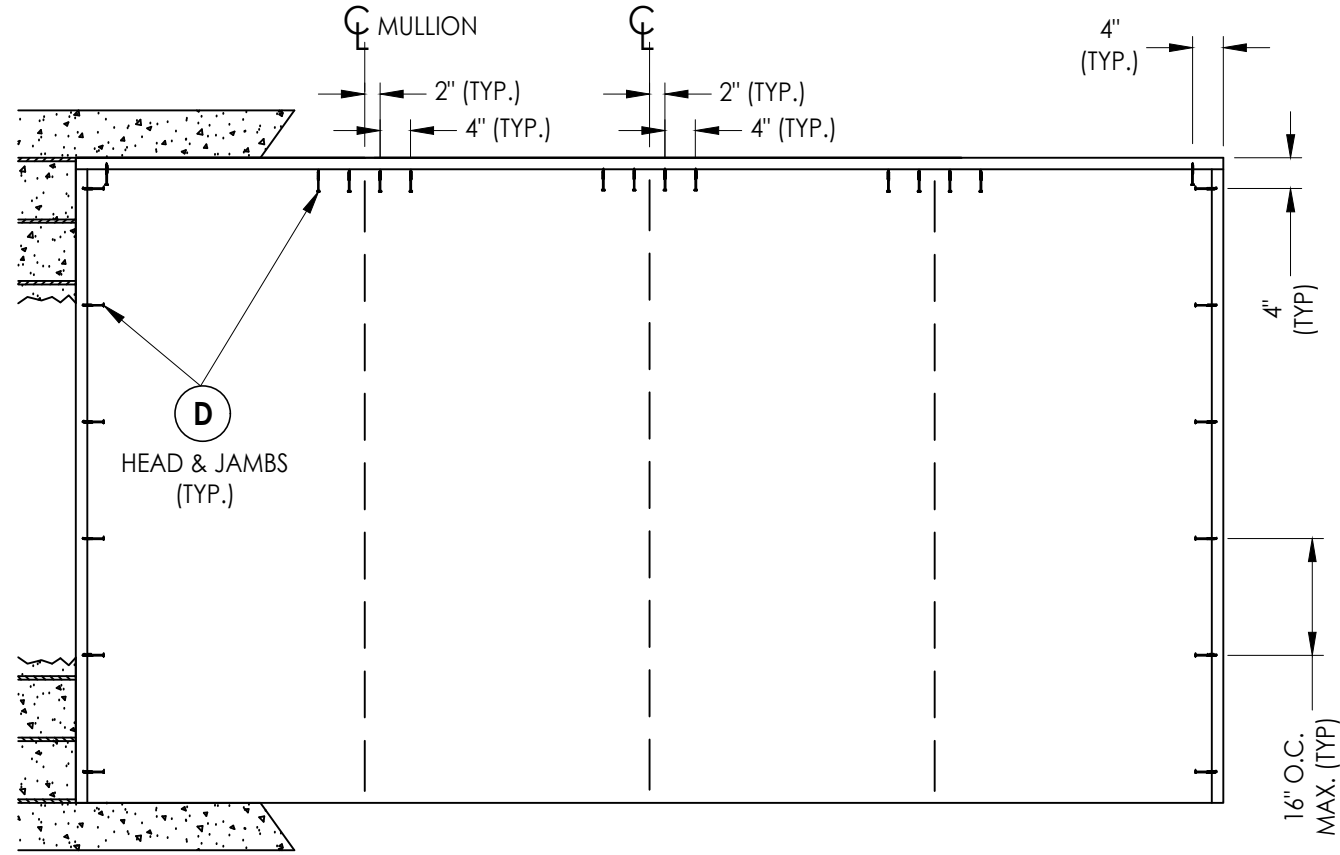 ℄ MULLION
℄
4"
(TYP.)
2" (TYP.)
2" (TYP.)
4" (TYP.)
4" (TYP.)
4"
(TYP)
D
HEAD & JAMBS
(TYP.)
16" O.C.
MAX. (TYP)